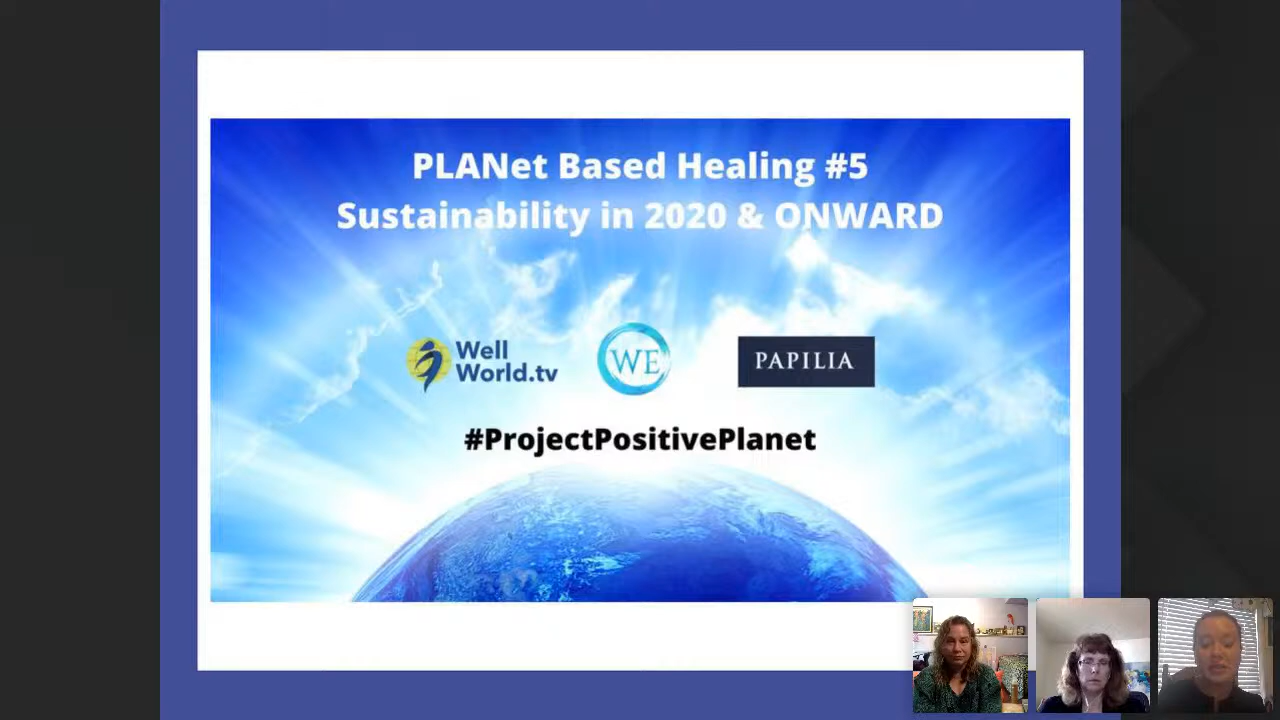 PLANet Based Healing #5
Sustainability in 2020 & ONWARD
Well
World.tv
WE
PAPILIA
#ProjectPositivePlanet